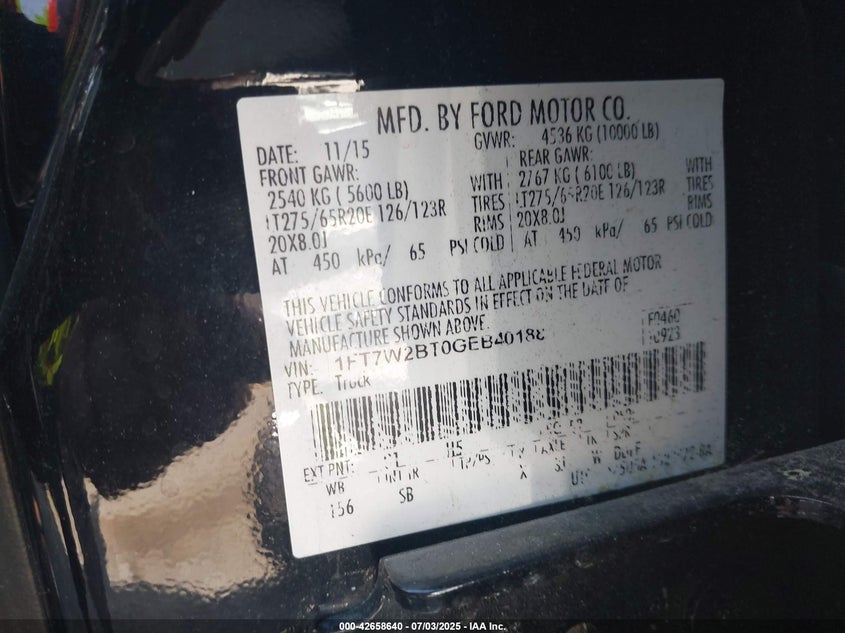 MFD. BY FORD MOTOR CO.
DATE: 11/15
GVWR: 4536 KG (10000 LB)
FRONT GAWR:
REAR GAWR:
2540 KG ( 5600 LB) WITH
2767 KG ( 6100 LB) WITH
LT275/65R20E 126/123R TIRES
LT275/65R20E 126/123R TIRES
20X8.0J RIMS
20X8.0J RIMS
AT 450 kPa/ 65 PSI COLD
AT 450 kPa/ 65 PSI COLD
THIS VEHICLE CONFORMS TO ALL APPLICABLE FEDERAL MOTOR
VEHICLE SAFETY STANDARDS IN EFFECT ON THE DATE OF
MANUFACTURE SHOWN ABOVE.
VIN: 1FT7W2BT0GEB40188
F0460
TYPE: Truck
EXT PNT:
WB
156
SB
000-42658640 - 07/03/2025 - IAA Inc.